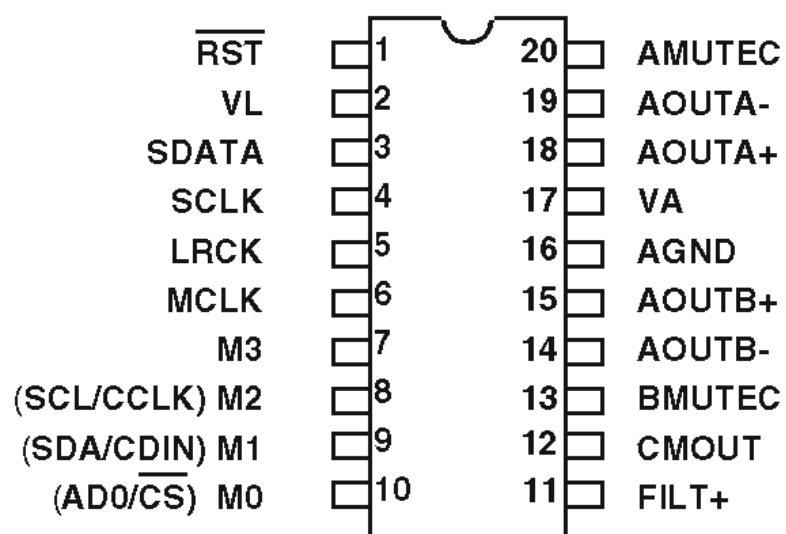 RST 1 20 AMUTEC
VL 2 19 AOUTA-
SDATA 3 18 AOUTA+
SCLK 4 17 VA
LRCK 5 16 AGND
MCLK 6 15 AOUTB+
M3 7 14 AOUTB-
(SCL/CCLK) M2 8 13 BMUTEC
(SDA/CDIN) M1 9 12 CMOUT
(AD0/CS) M0 10 11 FILT+